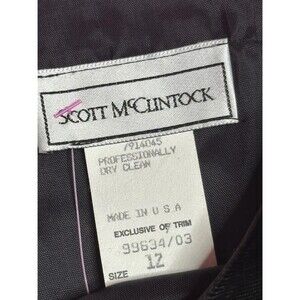 SCOTT McCLINTOCK
7914045
PROFESSIONALLY
DRY CLEAN
MADE IN U S A
EXCLUSIVE OF TRIM
99634/03
SIZE 12